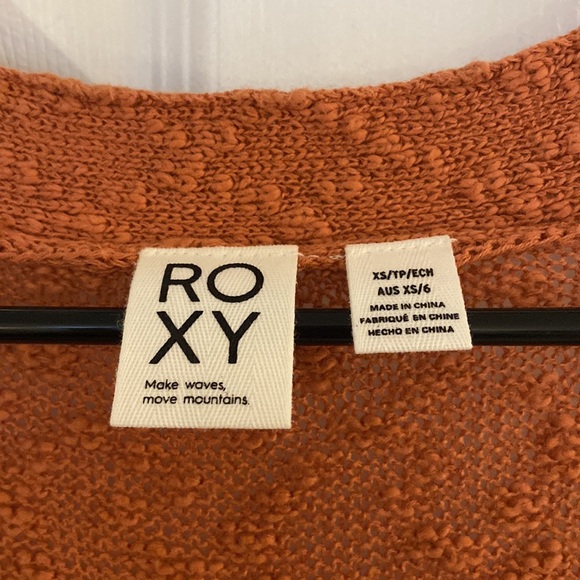 RO
XY
Make waves,
move mountains.
XS/TP/ECH
AUS XS/6
MADE IN CHINA
FABRIQUÉ EN CHINE
HECHO EN CHINA